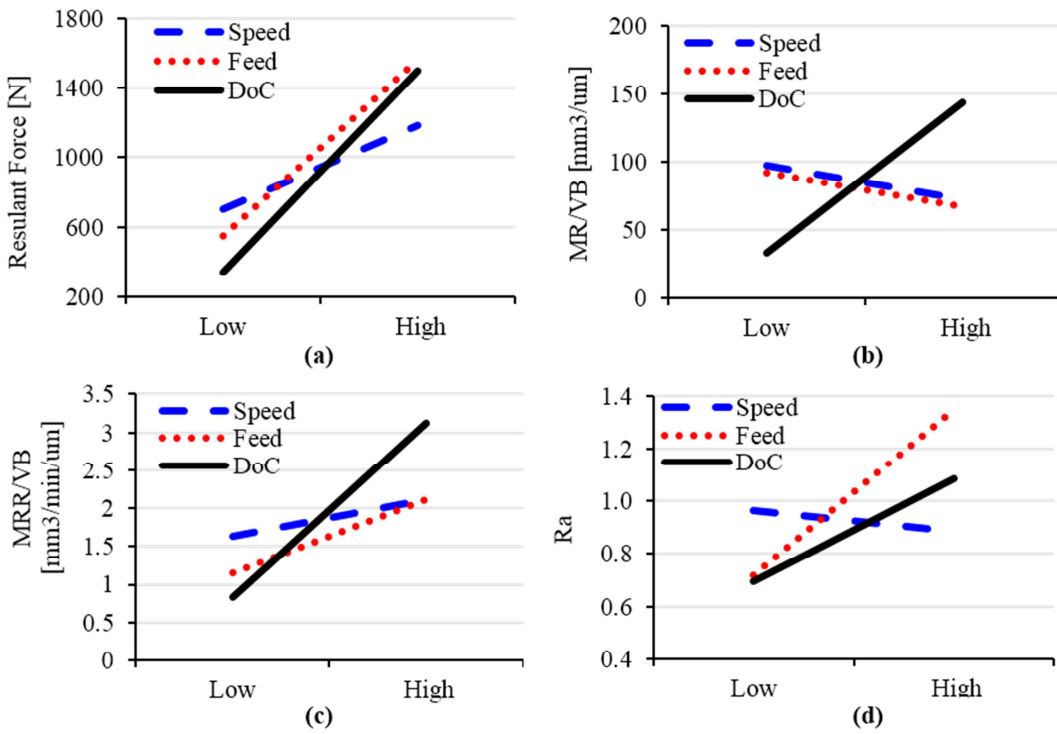 1800
1400
1000
600
200
Resulant Force [N]
Speed
Feed
DoC
Low High
(a)
200
150
100
50
0
MR/VB [mm3/um]
Speed
Feed
DoC
Low High
(b)
3.5
3
2.5
2
1.5
1
0.5
0
MRR/VB
[mm3/min/um]
Speed
Feed
DoC
Low High
(c)
1.4
1.2
1.0
0.8
0.6
0.4
Ra
Speed
Feed
DoC
Low High
(d)